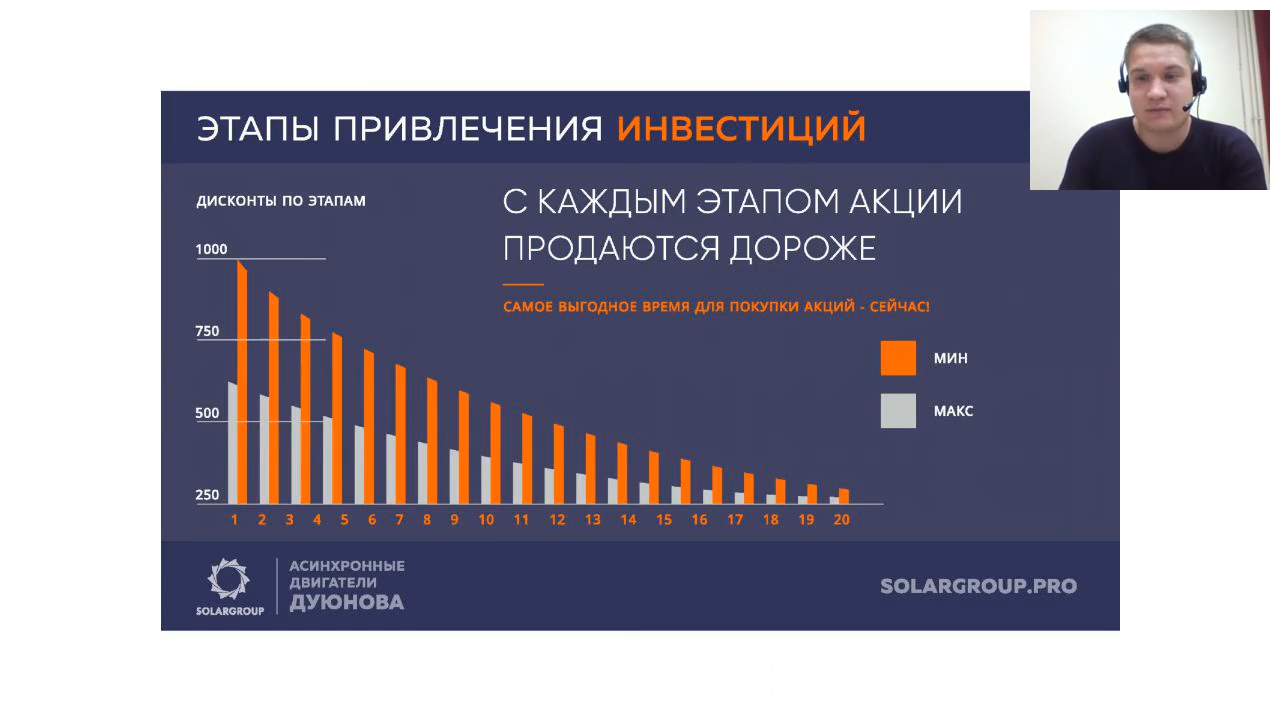 ЭТАПЫ ПРИВЛЕЧЕНИЯ ИНВЕСТИЦИЙ
ДИСКОНТЫ ПО ЭТАПАМ
С КАЖДЫМ ЭТАПОМ АКЦИИ
ПРОДАЮТСЯ ДОРОЖЕ
САМОЕ ВЫГОДНОЕ ВРЕМЯ ДЛЯ ПОКУПКИ АКЦИЙ - СЕЙЧАС!
1000
750
500
250
МИН
МАКС
1 2 3 4 5 6 7 8 9 10 11 12 13 14 15 16 17 18 19 20
SOLARGROUP
АСИНХРОННЫЕ
ДВИГАТЕЛИ
ДУЮНОВА
SOLARGROUP.PRO